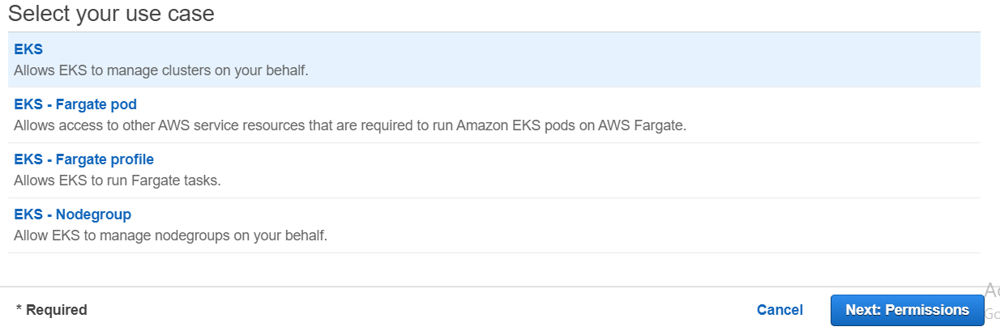 Select your use case
EKS
Allows EKS to manage clusters on your behalf.
EKS - Fargate pod
Allows access to other AWS service resources that are required to run Amazon EKS pods on AWS Fargate.
EKS - Fargate profile
Allows EKS to run Fargate tasks.
EKS - Nodegroup
Allow EKS to manage nodegroups on your behalf.
* Required
Cancel
Next: Permissions